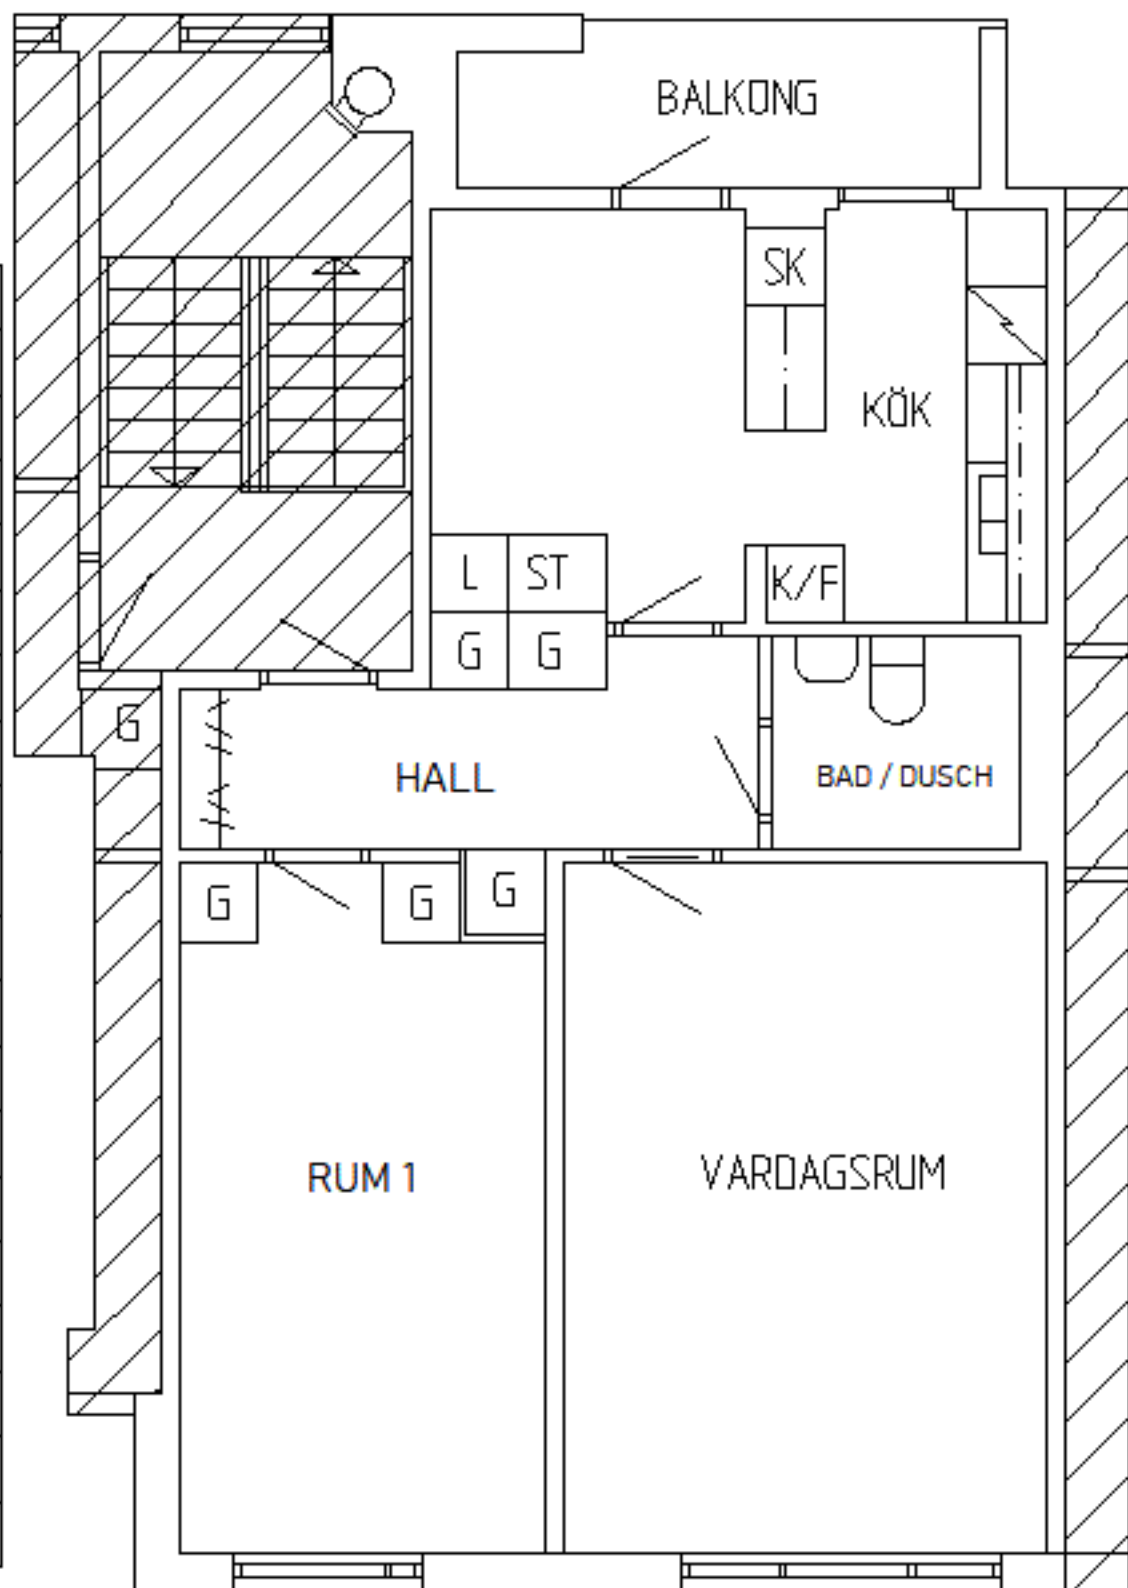 BALKONG
SK
KÖK
L ST
K/F
G G
G
HALL
BAD / DUSCH
G G G
RUM 1
VARDAGSRUM